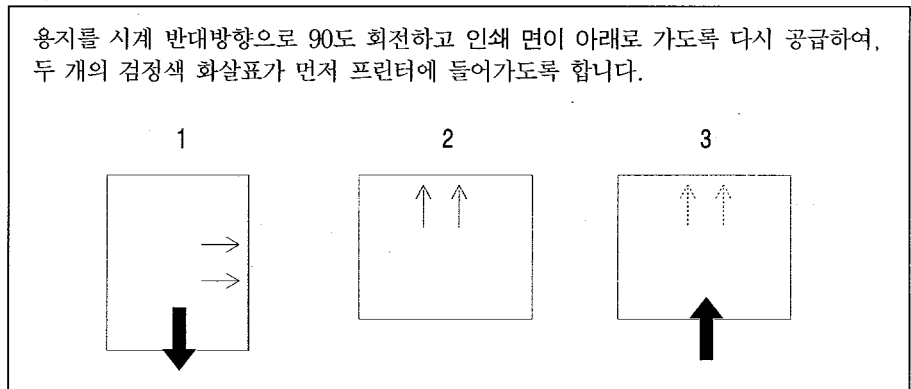 용지를 시계 반대방향으로 90도 회전하고 인쇄 면이 아래로 가도록 다시 공급하여,
두 개의 검정색 화살표가 먼저 프린터에 들어가도록 합니다.
1 2 3